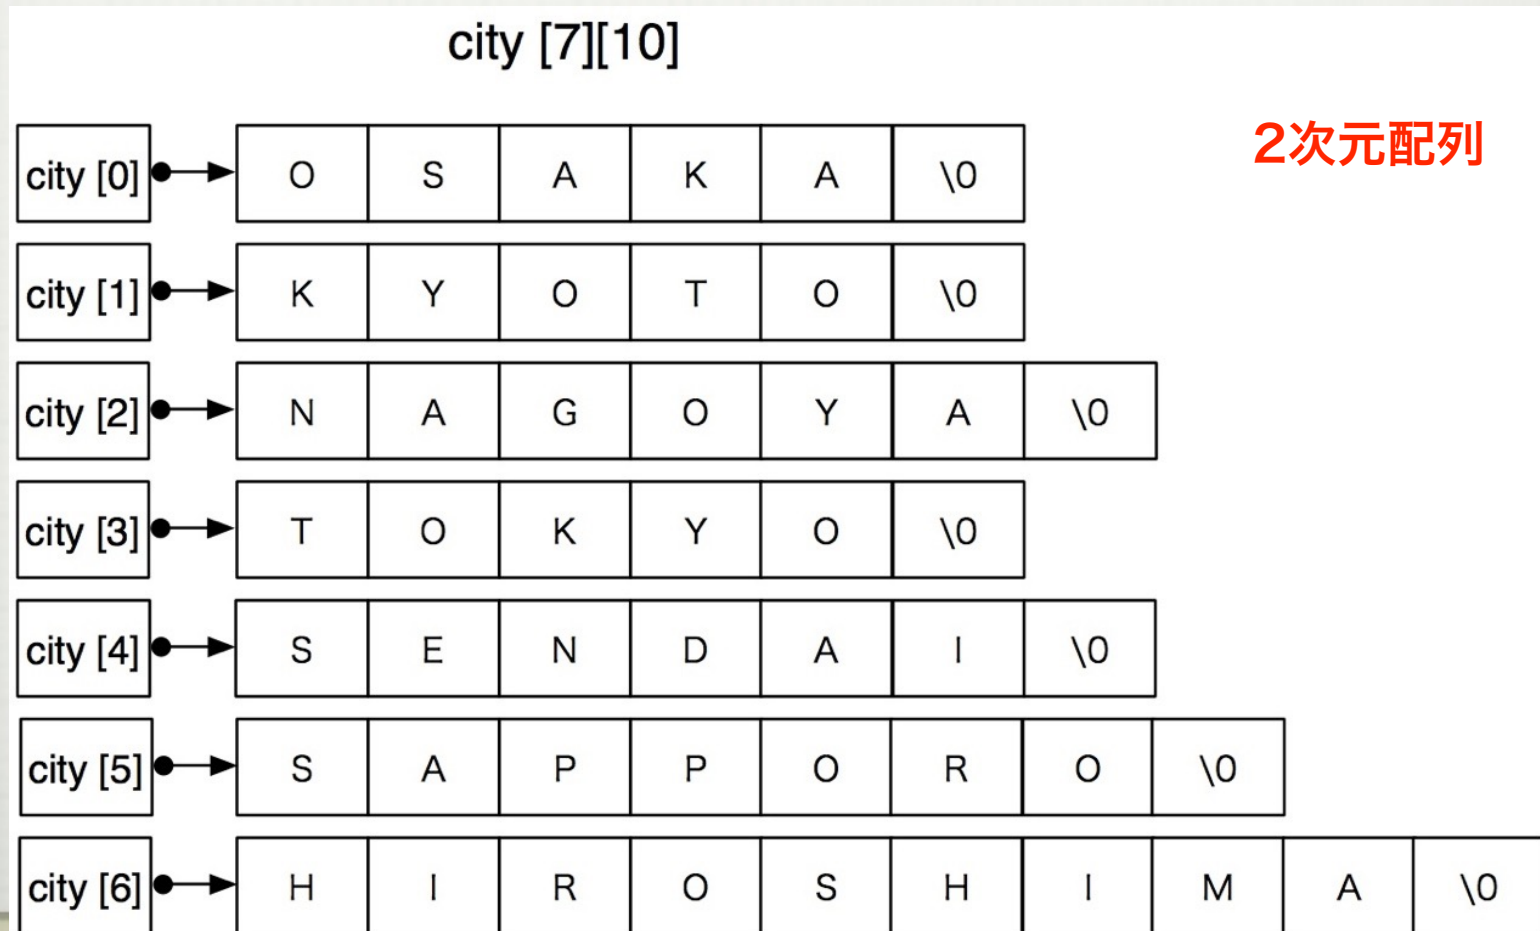 city [7][10]
2次元配列
city [0] O S A K A \0
city [1] K Y O T O \0
city [2] N A G O Y A \0
city [3] T O K Y O \0
city [4] S E N D A I \0
city [5] S A P P O R O \0
city [6] H I R O S H I M A \0